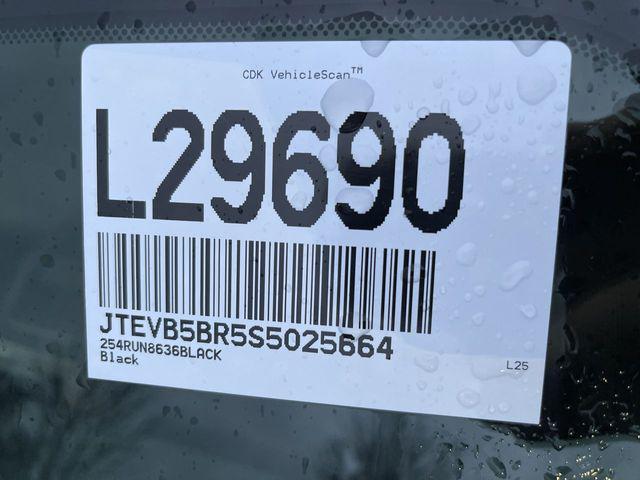 CDK VehicleScan™
L29690
JTEVB5BR5S5025664
254RUN8636BLACK
Black
L25